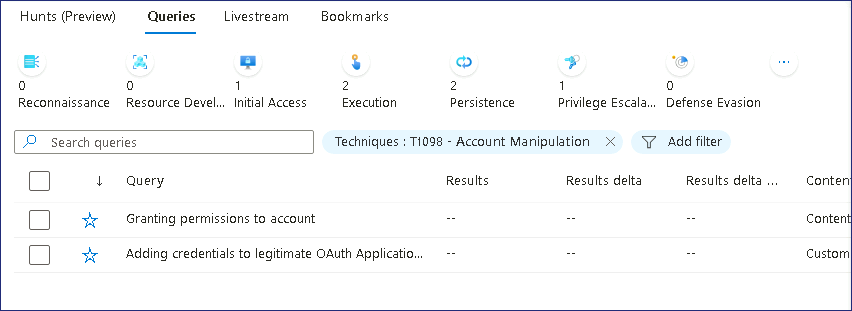 Hunts (Preview) Queries Livestream Bookmarks
0 0 1 2 2 1 0 ...
Reconnaissance Resource Devel... Initial Access Execution Persistence Privilege Escala... Defense Evasion
Search queries Techniques : T1098 - Account Manipulation Add filter
Query Results Results delta Results delta ... Conten
Granting permissions to account -- -- -- Content
Adding credentials to legitimate OAuth Applicatio... -- -- -- Custom